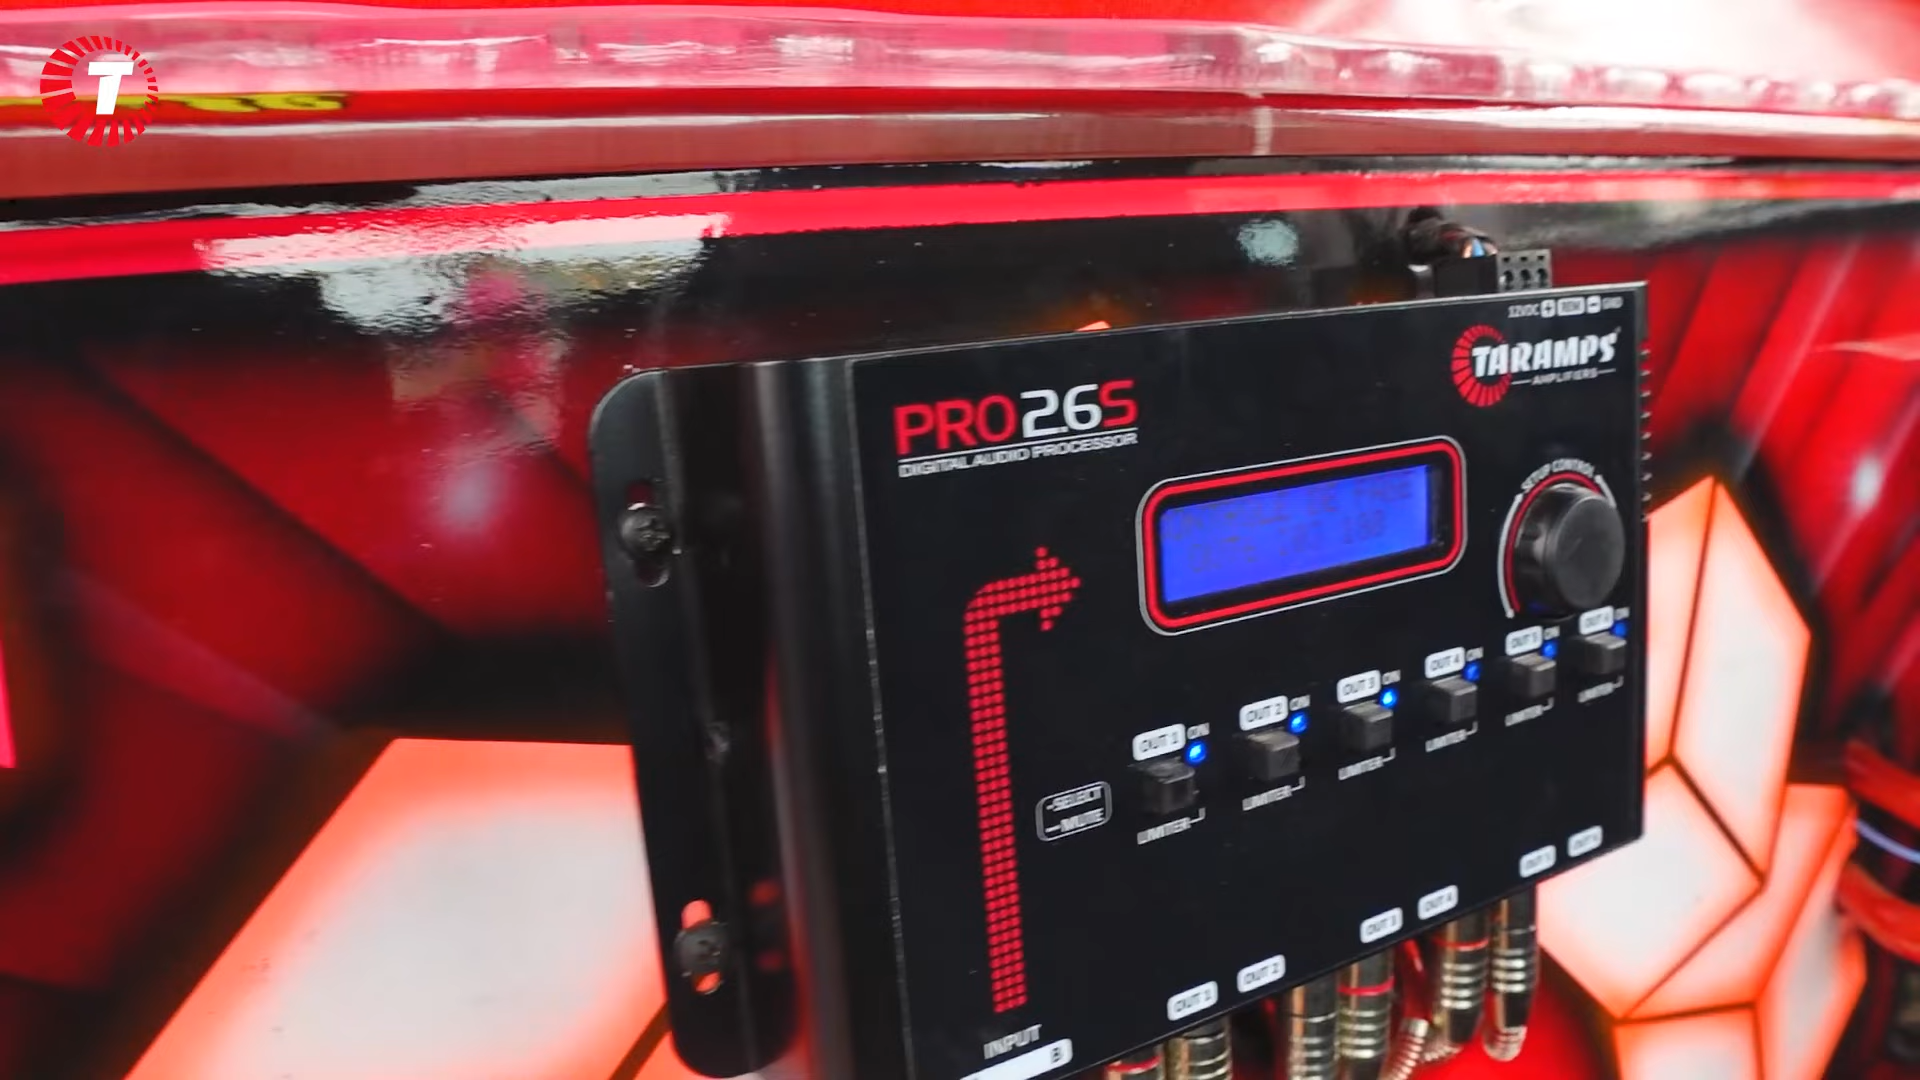 T
12VDC + REM - GND
TARAMPS
AMPLIFIERS
PRO 2.6S
DIGITAL AUDIO PROCESSOR
SETUP CONTROL
OUT 1 ON
OUT 2 ON
OUT 3 ON
OUT 4 ON
OUT 5 ON
OUT 6 ON
-SELECT
—MUTE
LIMITER
LIMITER
LIMITER
LIMITER
LIMITER
LIMITER
OUT 1
OUT 2
OUT 3
OUT 4
OUT 5
OUT 6
INPUT
B